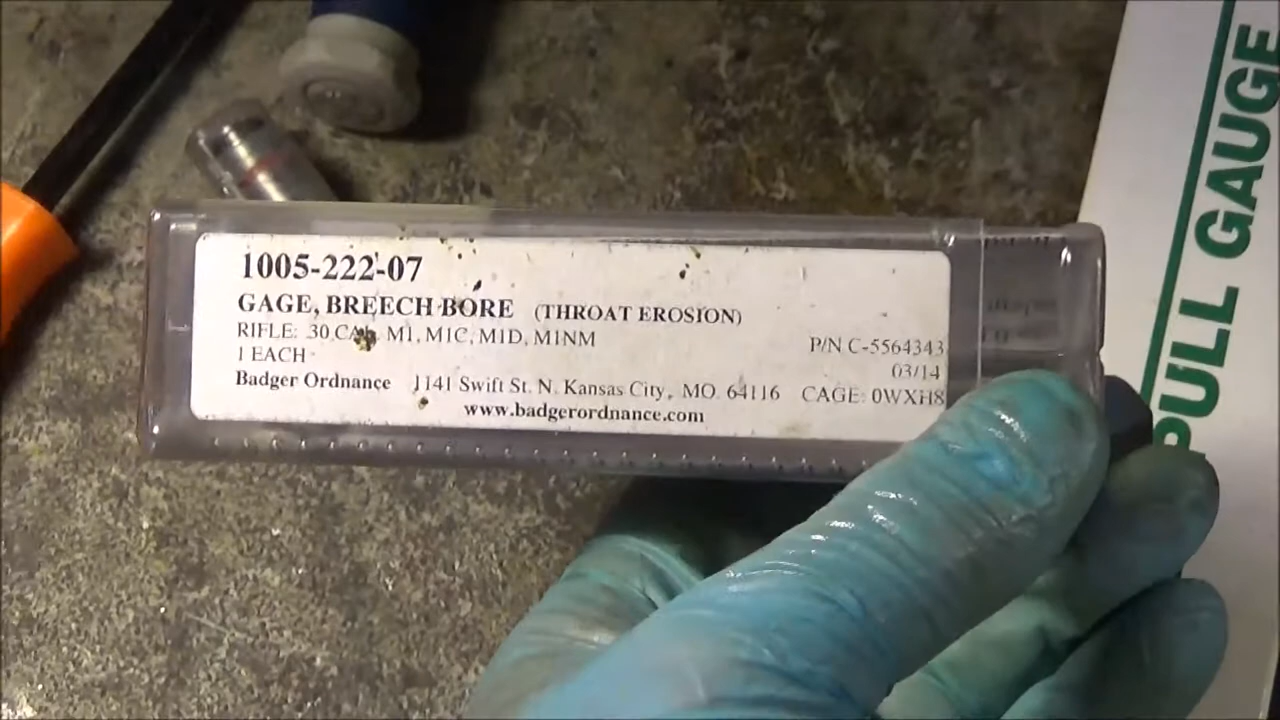 1005-222-07
GAGE, BREECH BORE (THROAT EROSION)
RIFLE: .30 CAL, M1, M1C, M1D, M1NM
1 EACH
P/N C-5564343
03/14
Badger Ordnance 1141 Swift St. N. Kansas City, MO. 64116 CAGE: 0WXH8
www.badgerordnance.com
PULL GAUGE